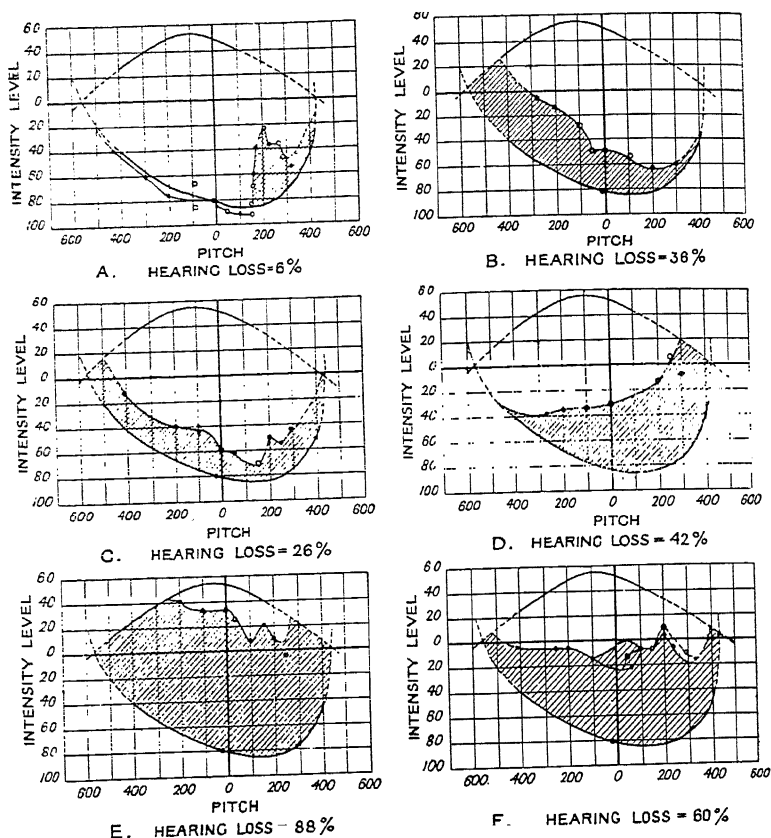 INTENSITY LEVEL
60
40
20
0
20
40
60
80
100
600 400 200 0 200 400 600
PITCH
A. HEARING LOSS=6%
INTENSITY LEVEL
60
40
20
0
20
40
60
80
100
600 400 200 0 200 400 600
PITCH
B. HEARING LOSS=36%
INTENSITY LEVEL
60
40
20
0
20
40
60
80
100
600 400 200 0 200 400 600
PITCH
C. HEARING LOSS=26%
INTENSITY LEVEL
60
40
20
0
20
40
60
80
100
600 400 200 0 200 400 600
PITCH
D. HEARING LOSS=42%
INTENSITY LEVEL
60
40
20
0
20
40
60
80
100
600 400 200 0 200 400 600
E. HEARING LOSS-88%
INTENSITY LEVEL
60
40
20
0
20
40
60
80
100
600. 400 200 0 200 400 600
F. HEARING LOSS=60%